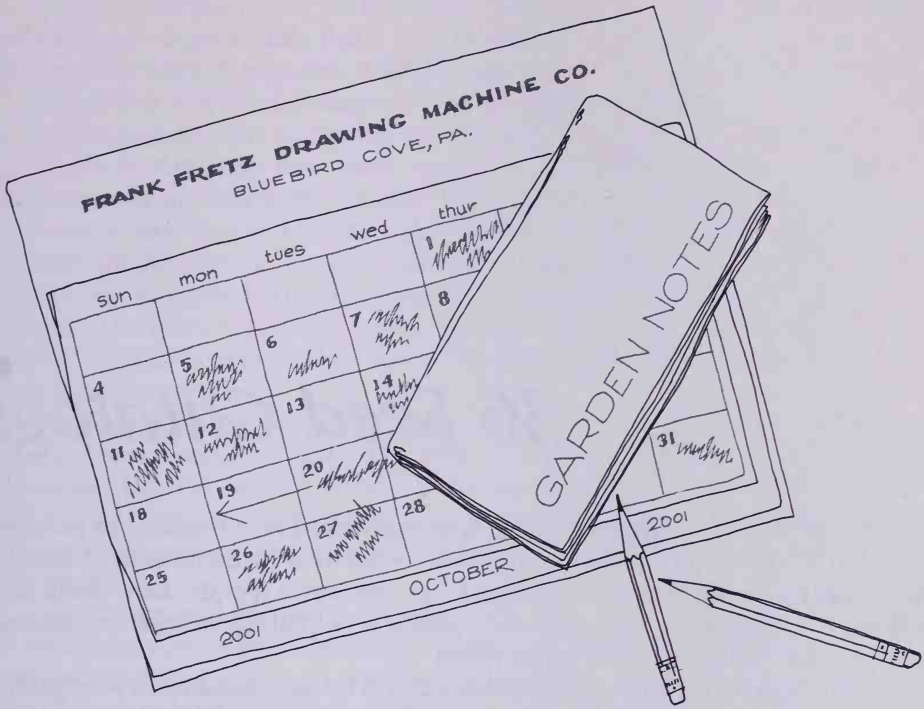 FRANK FRETZ DRAWING MACHINE CO.
BLUEBIRD COVE, PA.
sun mon tues wed thur
1
4 5 6 7 8
11 12 13 14
18 19 20
25 26 27 28 31
2001 OCTOBER 2001
GARDEN NOTES